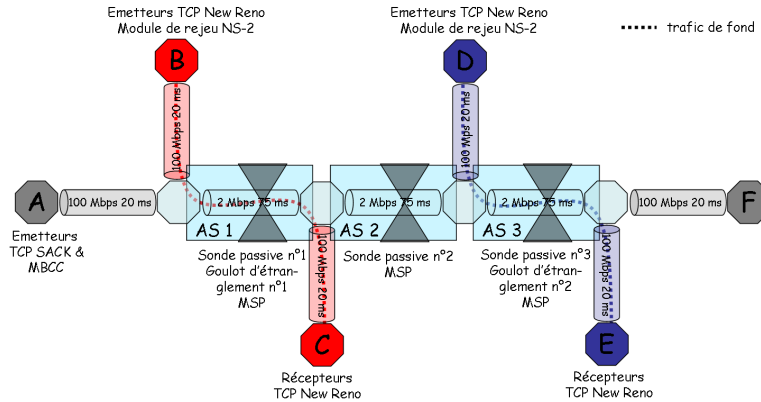 Emetteurs TCP New Reno
Module de rejeu NS-2
Emetteurs TCP New Reno
Module de rejeu NS-2
trafic de fond
B
D
100 Mbps 20 ms
100 Mbps 20 ms
A
100 Mbps 20 ms
2 Mbps 75 ms
2 Mbps 75 ms
2 Mbps 75 ms
100 Mbps 20 ms
F
AS 1
AS 2
AS 3
Emetteurs
TCP SACK &
MBCC
Sonde passive n°1
Goulot d'étran-
glement n°1
MSP
Sonde passive n°2
MSP
Sonde passive n°3
Goulot d'étran-
glement n°2
MSP
100 Mbps 20 ms
100 Mbps 20 ms
C
E
Récepteurs
TCP New Reno
Récepteurs
TCP New Reno